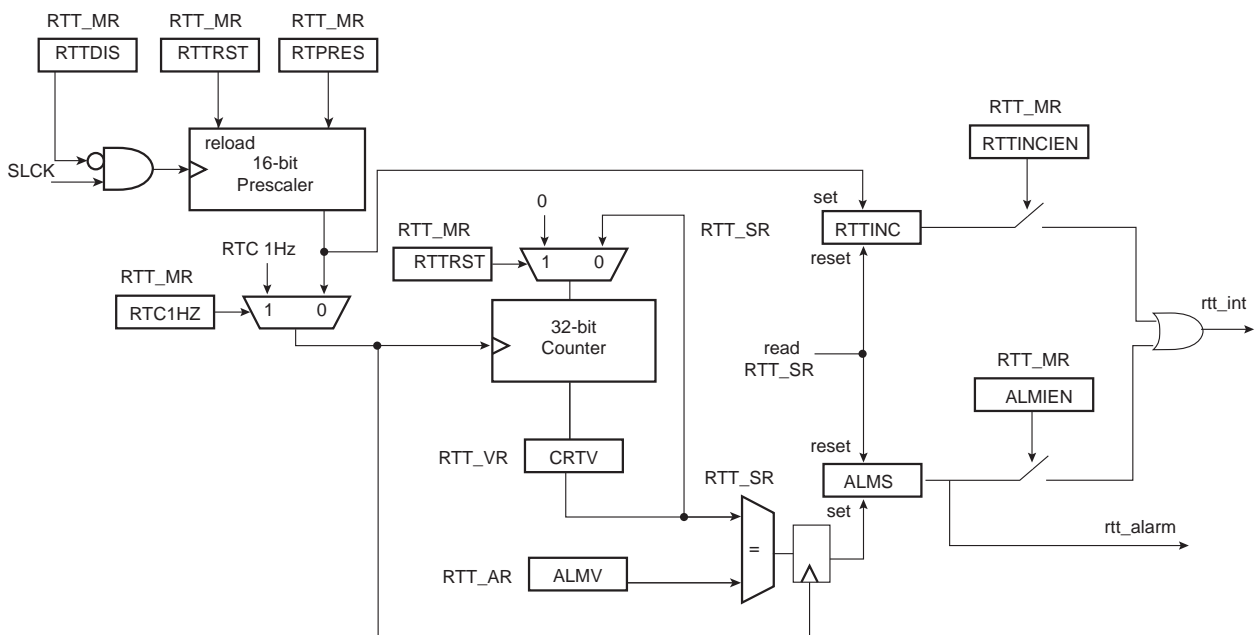 RTT_MR
RTTDIS
RTT_MR
RTTRST
RTT_MR
RTPRES
reload
16-bit
Prescaler
SLCK
RTC 1Hz
RTT_MR
RTC1HZ
1 0
RTT_MR
RTTRST
0
1 0
32-bit
Counter
RTT_VR
CRTV
RTT_AR
ALMV
RTT_SR
=
RTT_SR
set
RTTINC
reset
read
RTT_SR
reset
ALMS
set
RTT_MR
RTTINCIEN
RTT_MR
ALMIEN
rtt_int
rtt_alarm